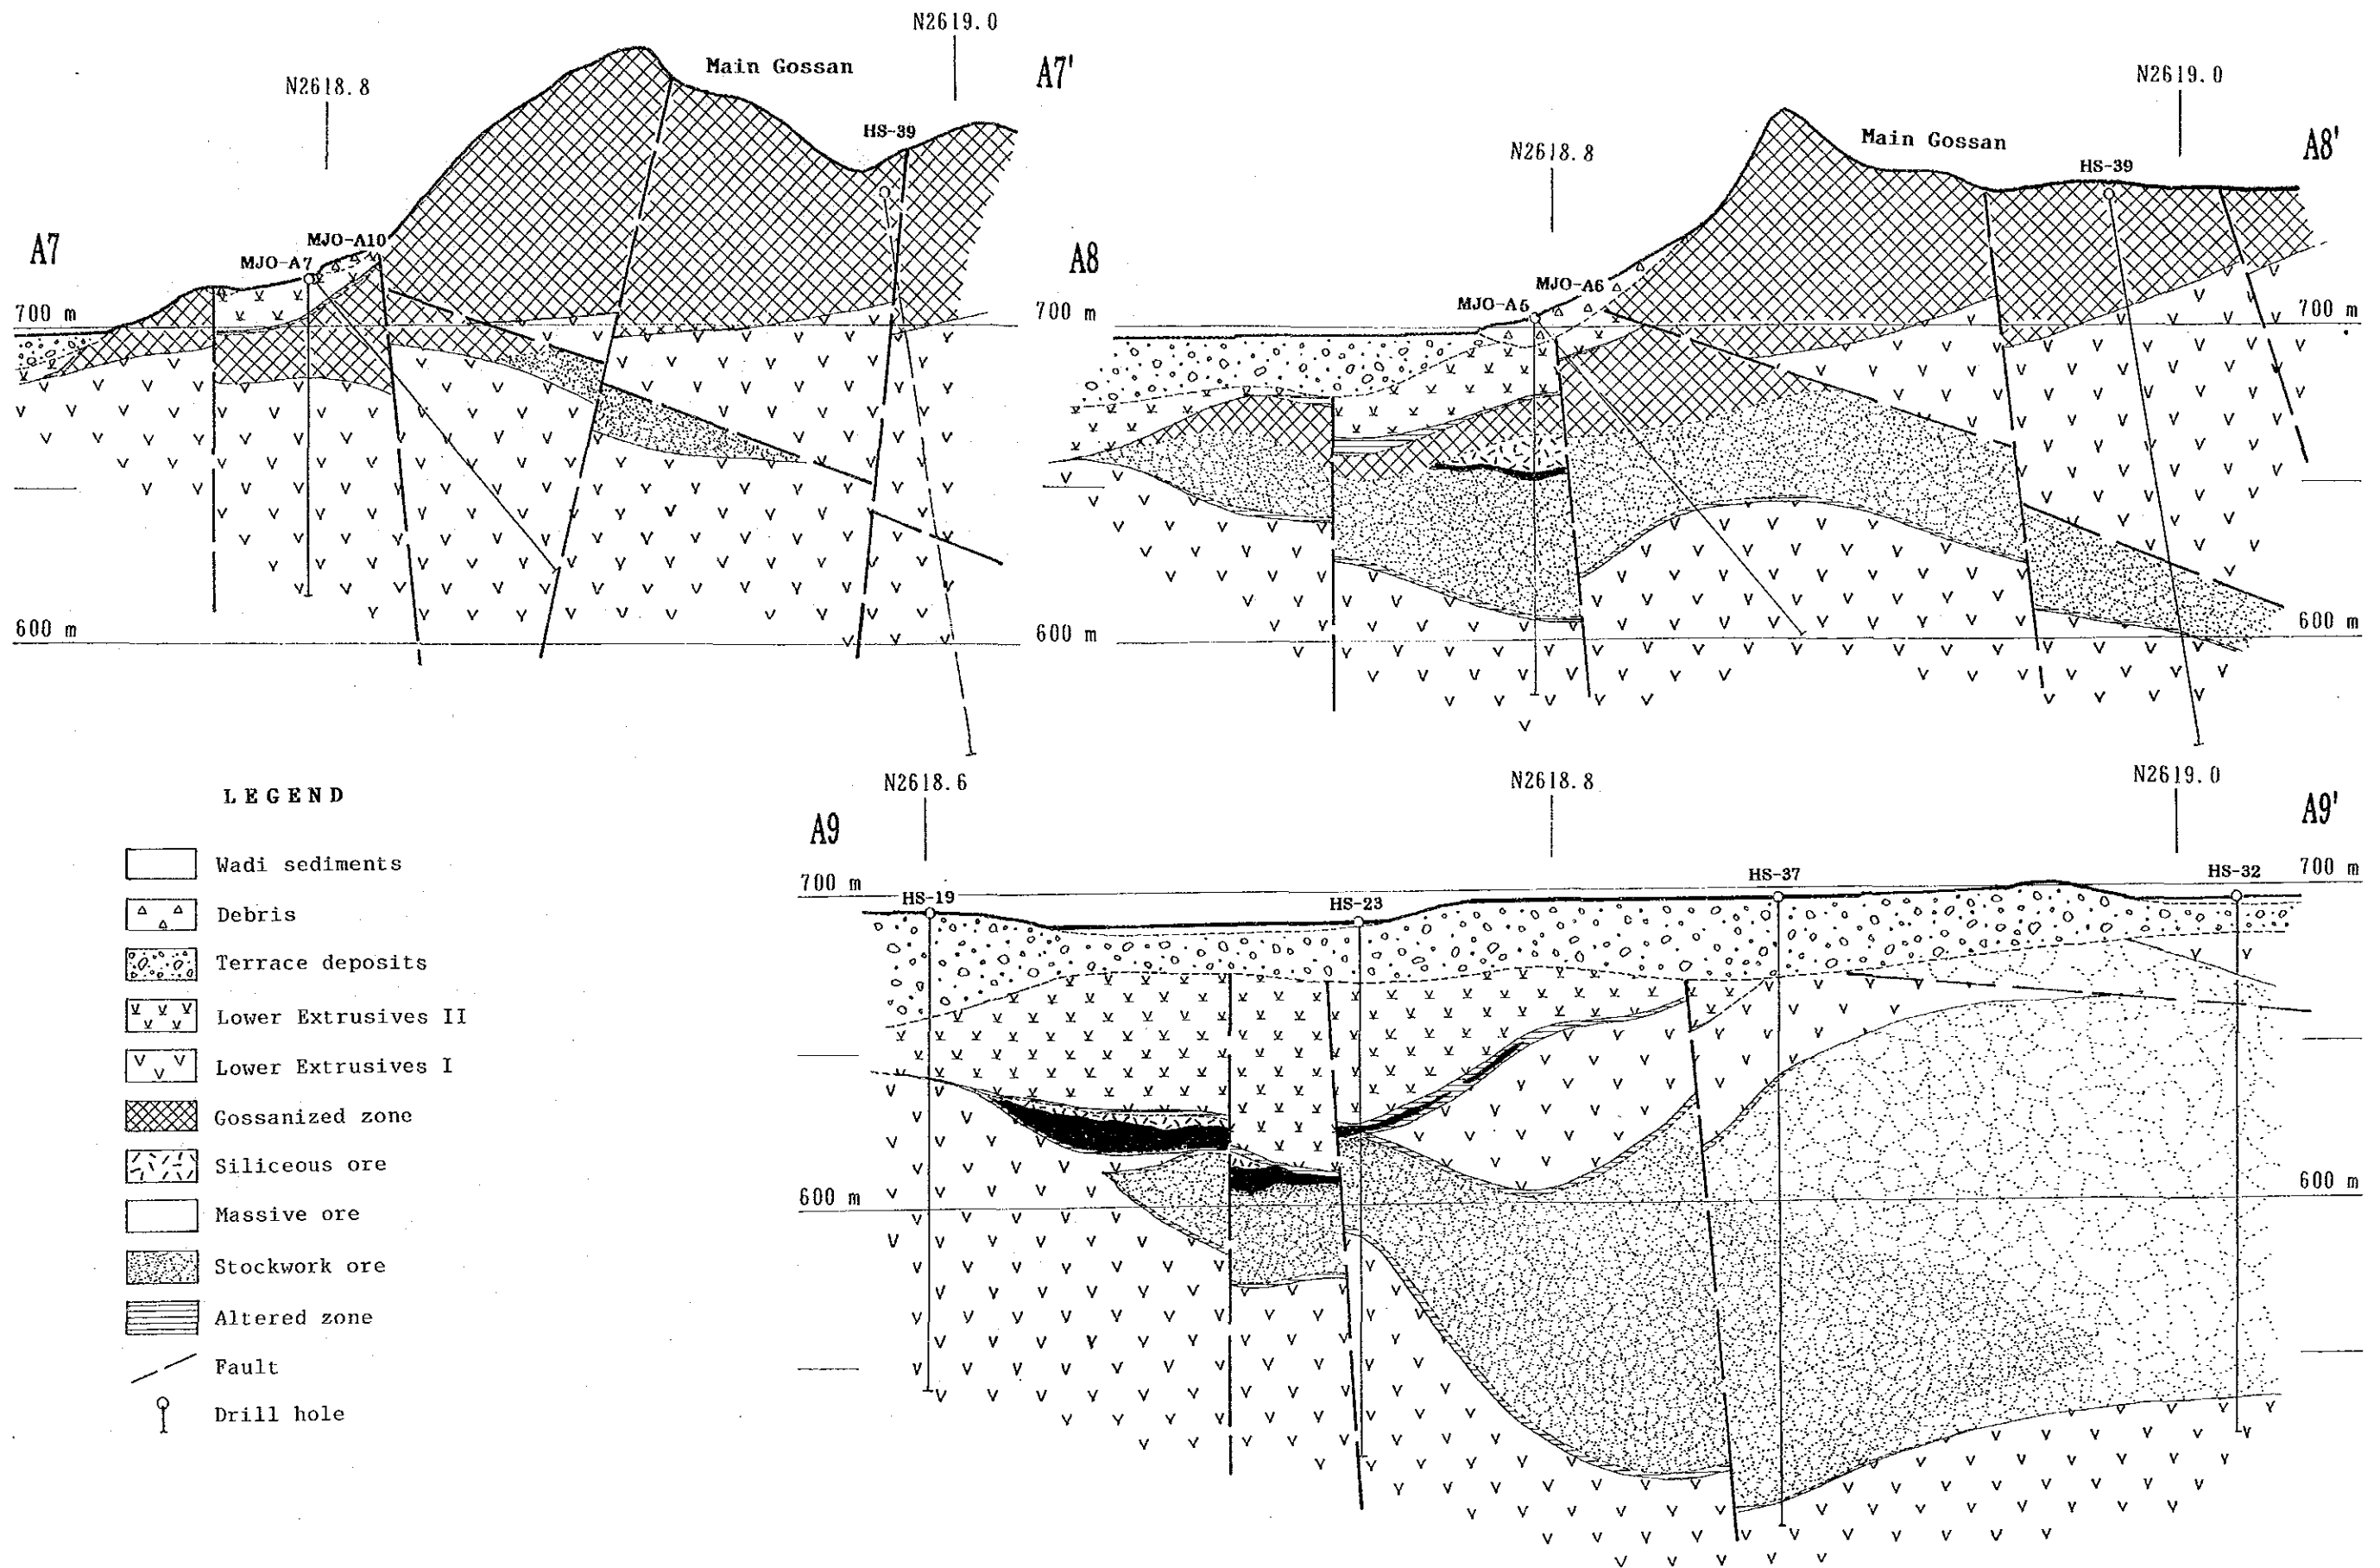 N2619.0
Main Gossan
A7'
N2618.8
HS-39
A7
MJO-A10
MJO-A7
700 m
600 m
N2619.0
Main Gossan
A8'
N2618.8
HS-39
A8
MJO-A6
MJO-A5
700 m
700 m
600 m
600 m
LEGEND
Wadi sediments
Debris
Terrace deposits
Lower Extrusives II
Lower Extrusives I
Gossanized zone
Siliceous ore
Massive ore
Stockwork ore
Altered zone
Fault
Drill hole
N2618.6
N2618.8
N2619.0
A9
A9'
700 m
700 m
HS-19
HS-23
HS-37
HS-32
600 m
600 m